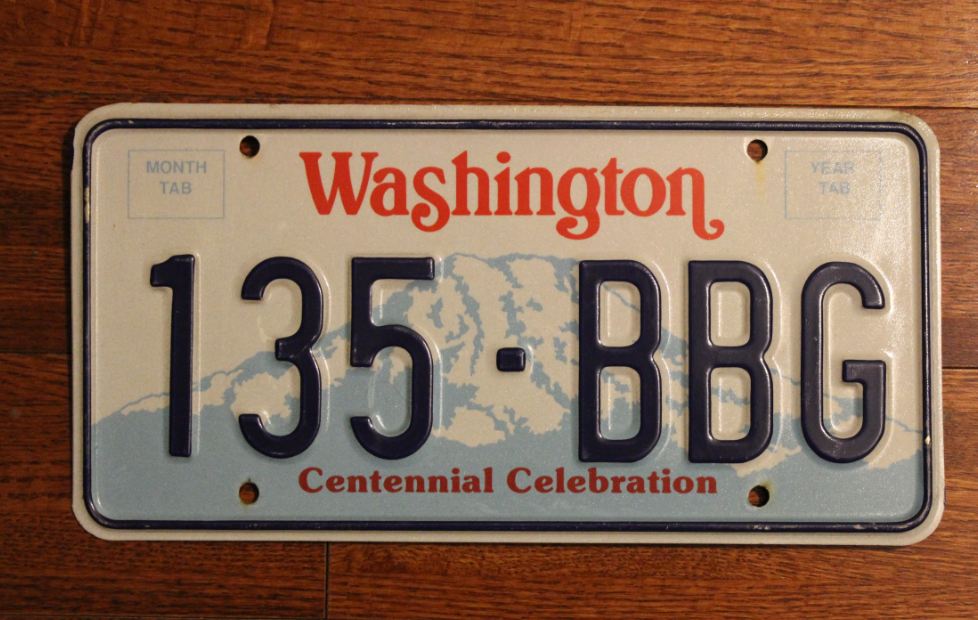 MONTH TAB
Washington
YEAR TAB
135-BBG
Centennial Celebration